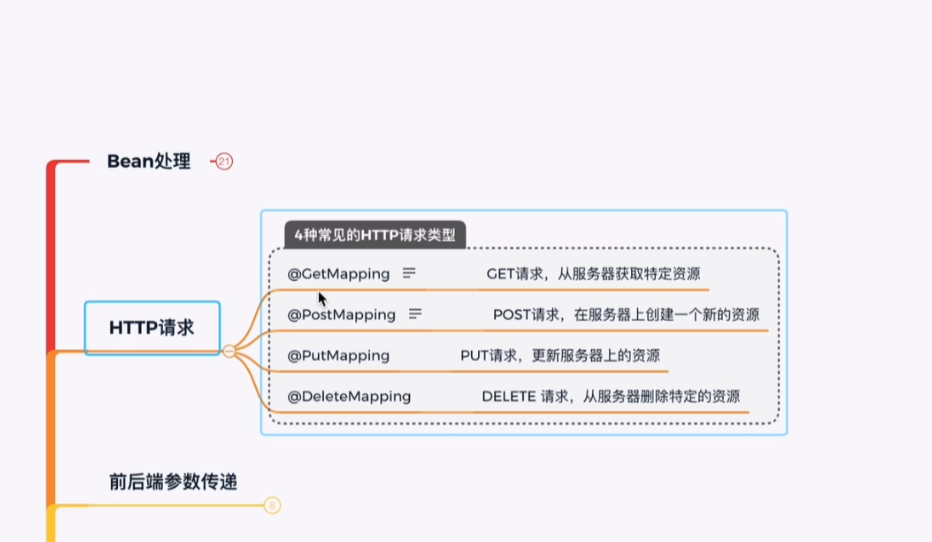 Bean处理 21
4种常见的HTTP请求类型
@GetMapping GET请求，从服务器获取特定资源
@PostMapping POST请求，在服务器上创建一个新的资源
HTTP请求
@PutMapping PUT请求，更新服务器上的资源
@DeleteMapping DELETE 请求，从服务器删除特定的资源
前后端参数传递
8